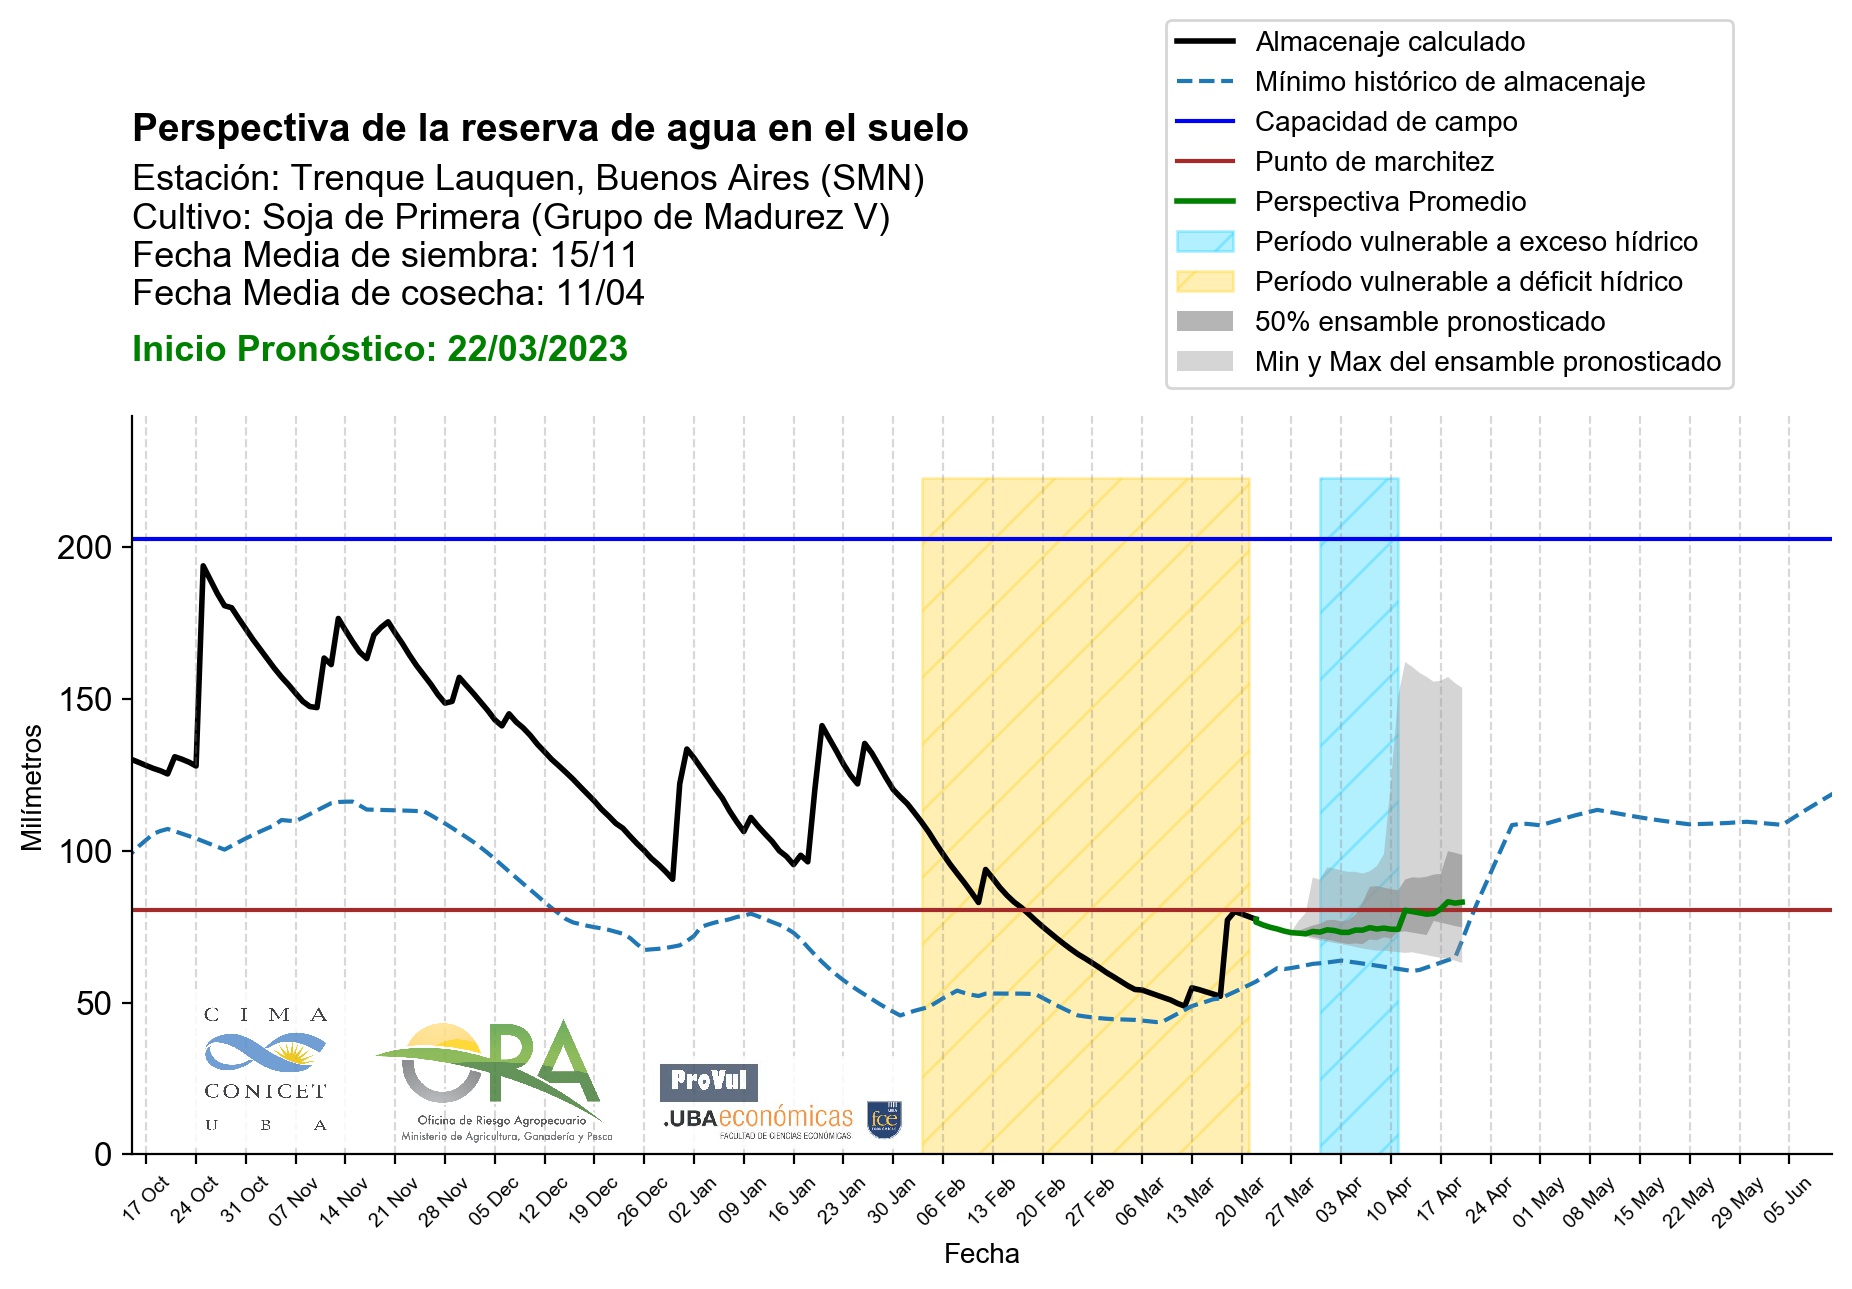 Almacenaje calculado
Mínimo histórico de almacenaje
Capacidad de campo
Punto de marchitez
Perspectiva Promedio
Período vulnerable a exceso hídrico
Período vulnerable a déficit hídrico
50% ensamble pronosticado
Min y Max del ensamble pronosticado
Perspectiva de la reserva de agua en el suelo
Estación: Trenque Lauquen, Buenos Aires (SMN)
Cultivo: Soja de Primera (Grupo de Madurez V)
Fecha Media de siembra: 15/11
Fecha Media de cosecha: 11/04
Inicio Pronóstico: 22/03/2023
Milímetros
200
150
100
50
0
C I M A
CONICET
U B A
ORA
Oficina de Riesgo Agropecuario
Ministerio de Agricultura, Ganadería y Pesca
ProVul
.UBAeconómicas
FACULTAD DE CIENCIAS ECONÓMICAS
UBA
fce
17 Oct
24 Oct
31 Oct
07 Nov
14 Nov
21 Nov
28 Nov
05 Dec
12 Dec
19 Dec
26 Dec
02 Jan
09 Jan
16 Jan
23 Jan
30 Jan
06 Feb
13 Feb
20 Feb
27 Feb
06 Mar
13 Mar
20 Mar
27 Mar
03 Apr
10 Apr
17 Apr
24 Apr
01 May
08 May
15 May
22 May
29 May
05 Jun
Fecha